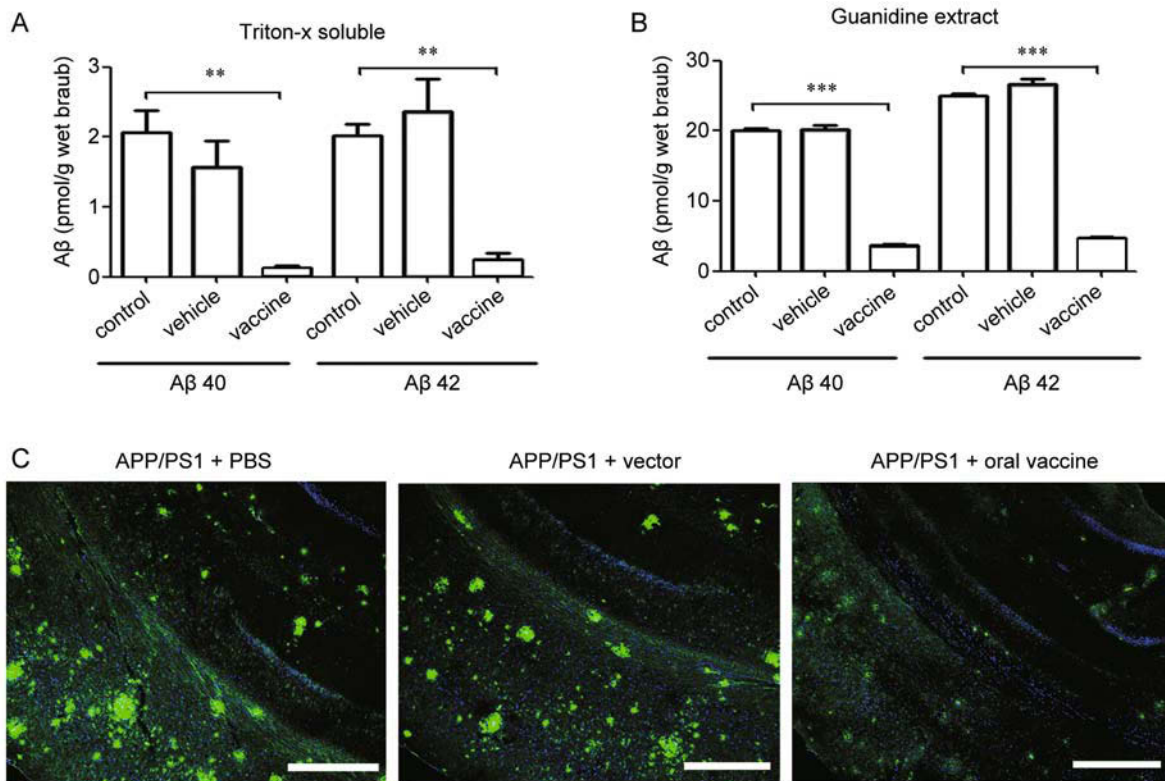 A
Triton-x soluble
Aβ (pmol/g wet braub)
3
2
1
0
**
**
control
vehicle
vaccine
control
vehicle
vaccine
Aβ 40
Aβ 42
B
Guanidine extract
Aβ (pmol/g wet braub)
30
20
10
0
***
***
control
vehicle
vaccine
control
vehicle
vaccine
Aβ 40
Aβ 42
C
APP/PS1 + PBS
APP/PS1 + vector
APP/PS1 + oral vaccine